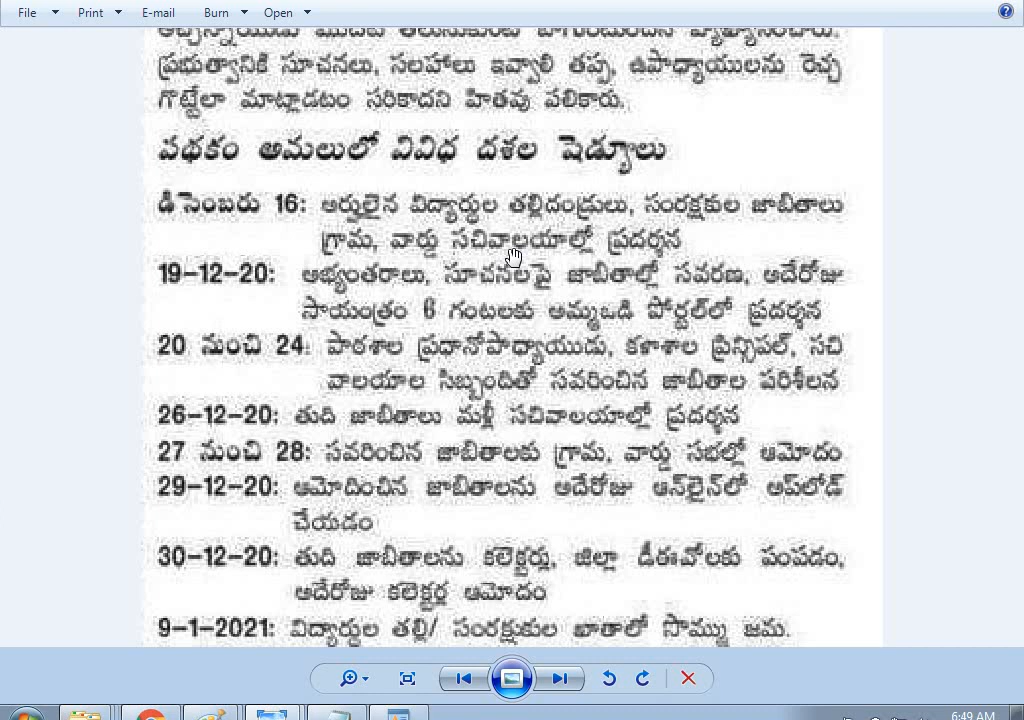 File Print E-mail Burn Open
ప్రభుత్వానికి సూచనలు, సలహాలు ఇవ్వాలి తప్ప, ఉపాధ్యాయులను రెచ్చ
గొట్టేలా మాట్లాడటం సరికాదని హితవు పలికారు.
పథకం అమలులో వివిధ దశల షెడ్యూలు
డిసెంబరు 16: అర్హులైన విద్యార్థుల తల్లిదండ్రులు, సంరక్షకుల జాబితాలు
గ్రామ, వార్డు సచివాలయాల్లో ప్రదర్శన
19-12-20: అభ్యంతరాలు, సూచనలపై జాబితాల్లో సవరణ, ఆదేరోజు
సాయంత్రం 6 గంటలకు అమ్మఒడి పోర్టల్‌లో ప్రదర్శన
20 నుంచి 24: పాఠశాల ప్రధానోపాధ్యాయుడు, కళాశాల ప్రిన్సిపల్, సచి
వాలయాల సిబ్బందితో సవరించిన జాబితాల పరిశీలన
26-12-20: తుది జాబితాలు మళ్లీ సచివాలయాల్లో ప్రదర్శన
27 నుంచి 28: సవరించిన జాబితాలకు గ్రామ, వార్డు సభల్లో ఆమోదం
29-12-20: ఆమోదించిన జాబితాలను అదేరోజు ఆన్‌లైన్‌లో అప్‌లోడ్
చేయడం
30-12-20: తుది జాబితాలను కలెక్టర్లు, జిల్లా డీఈవోలకు పంపడం,
అదేరోజు కలెక్టర్ల ఆమోదం
9-1-2021: విద్యార్థుల తల్లి/ సంరక్షకుల ఖాతాలో సొమ్ము జమ.
6:49 AM